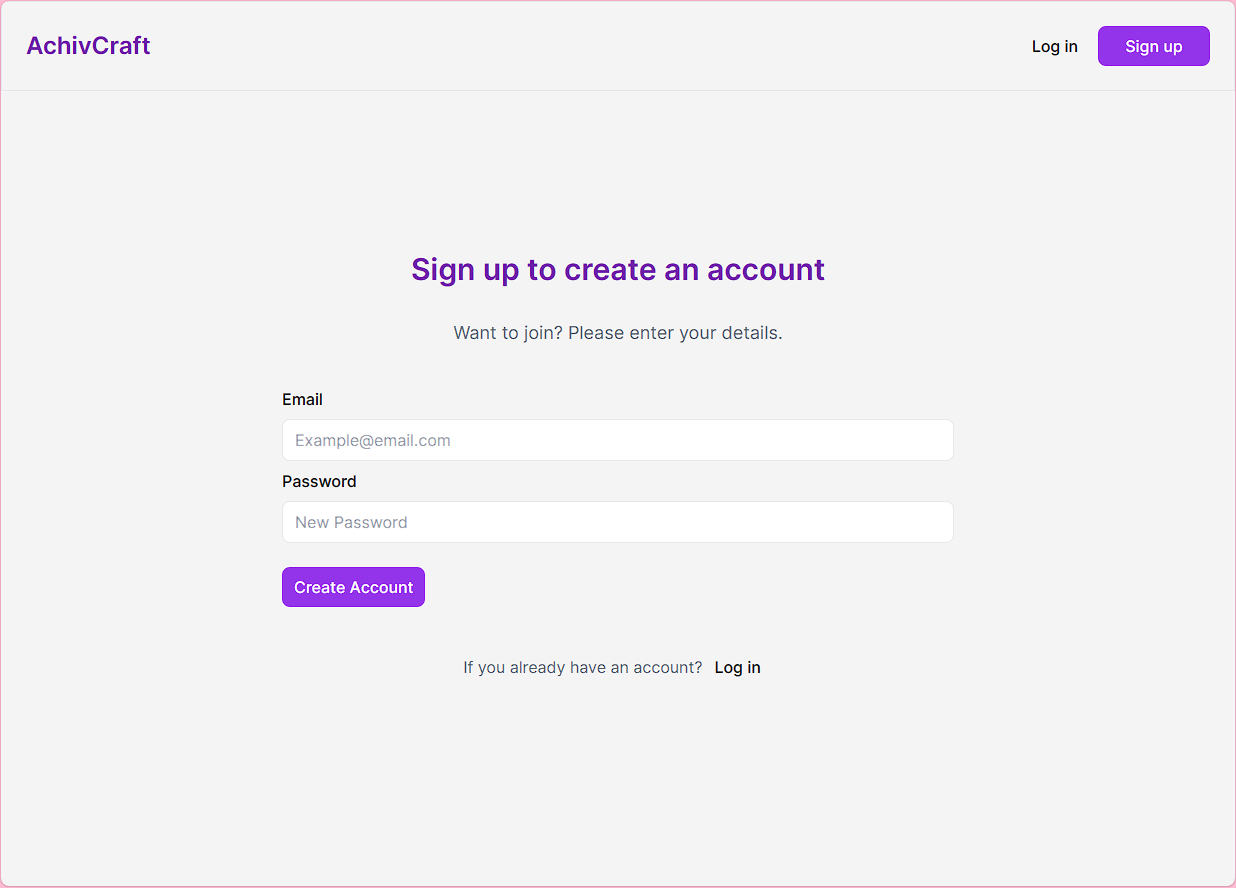 AchivCraft
Log in
Sign up
Sign up to create an account
Want to join? Please enter your details.
Email
Example@email.com
Password
New Password
Create Account
If you already have an account? Log in